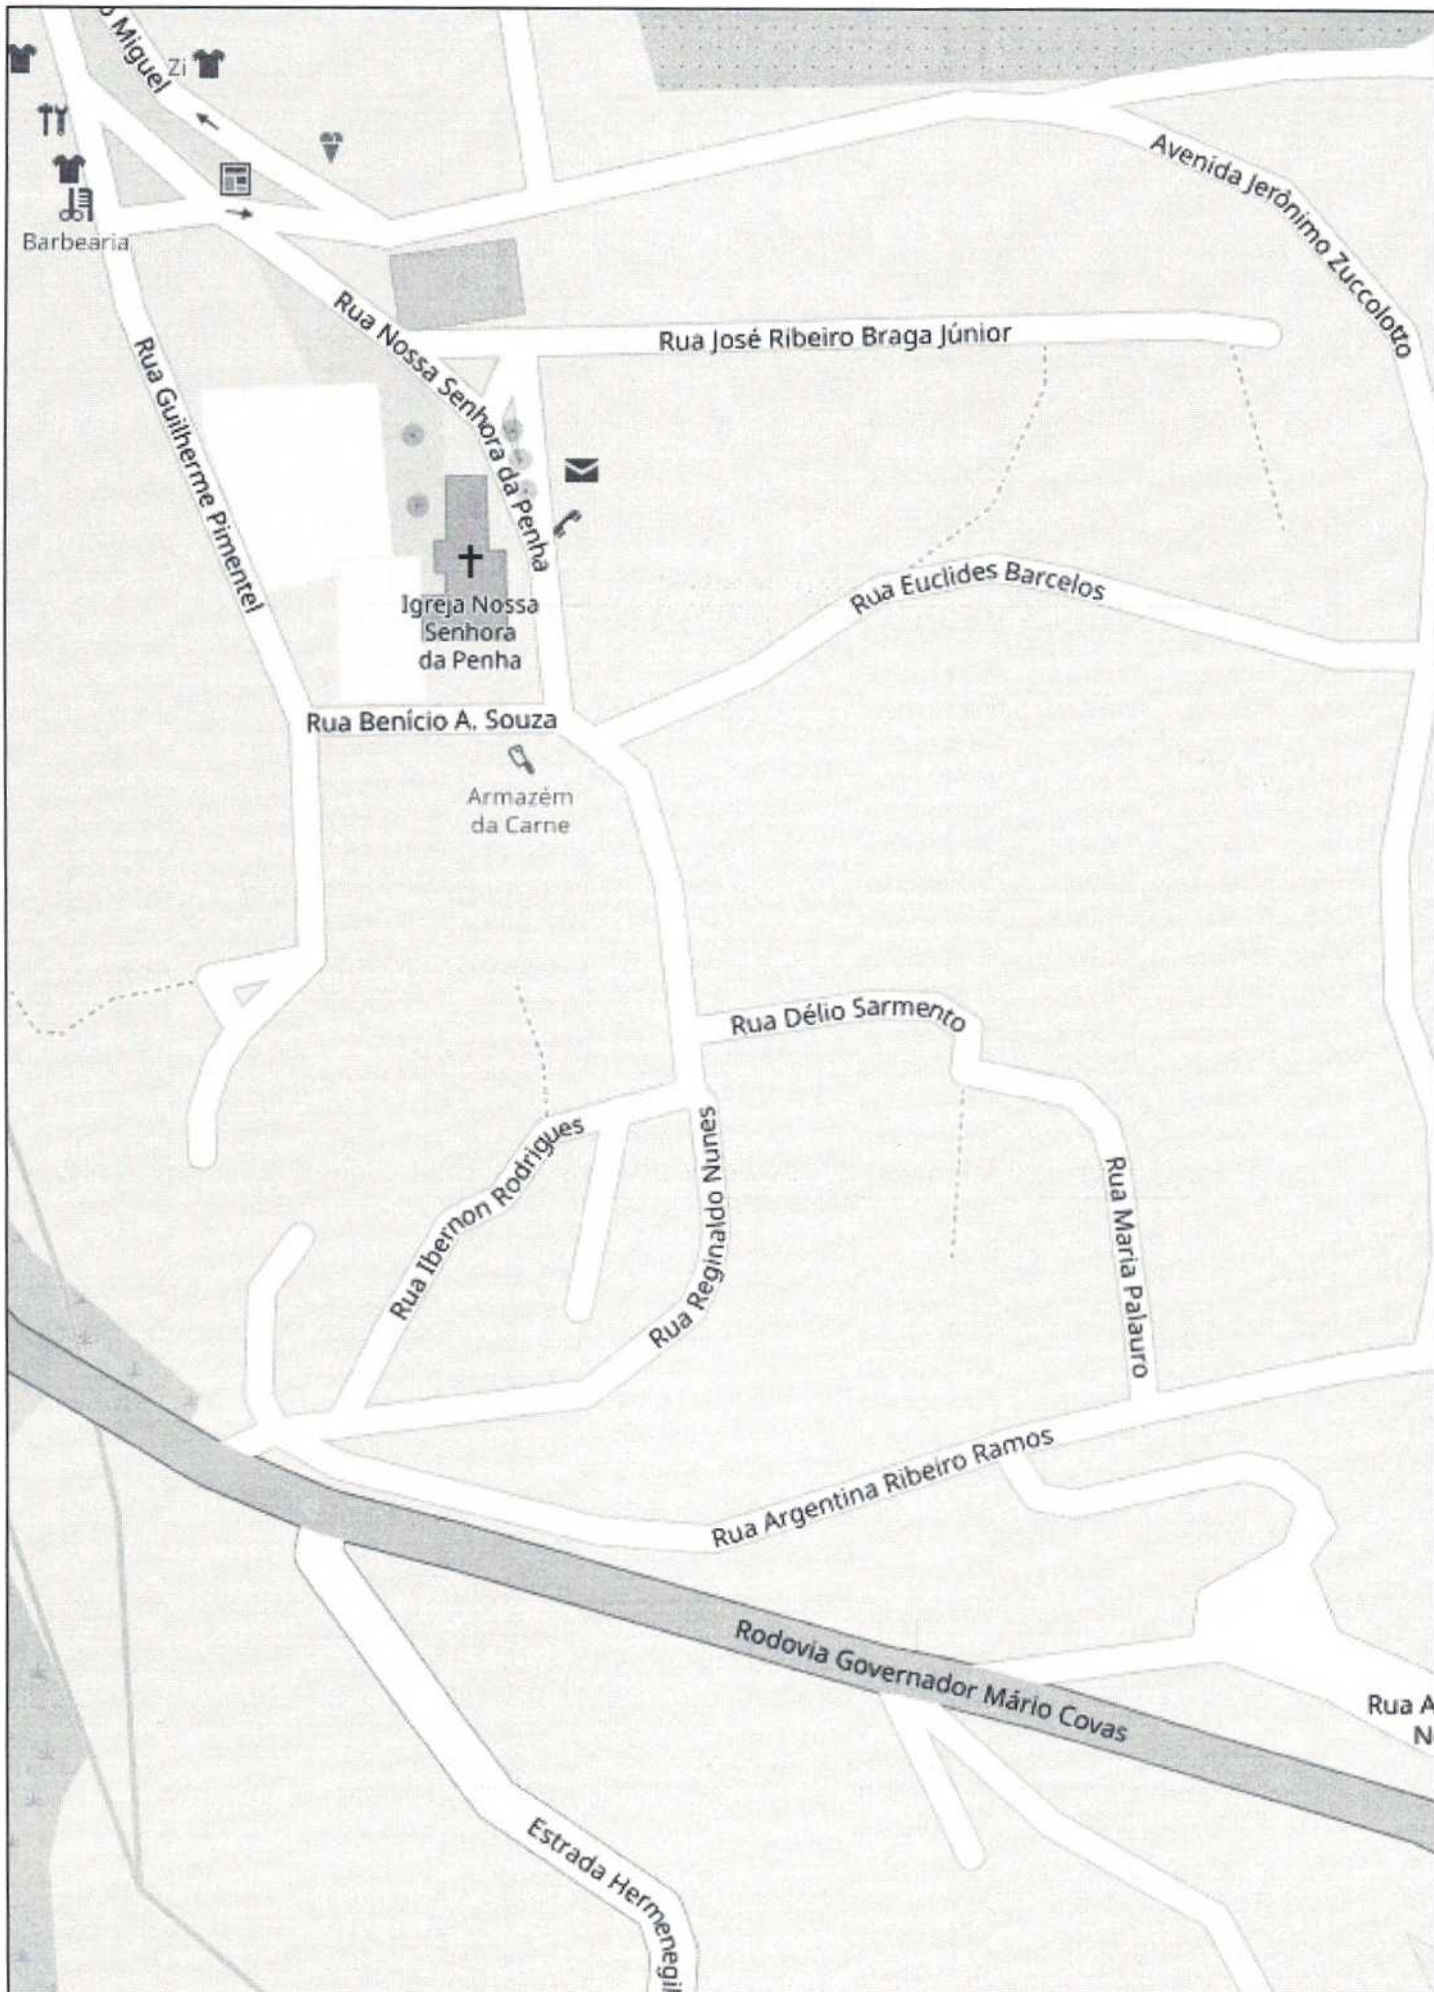 o Miguel
Zi
Barbearia
Avenida Jerônimo Zuccolotto
Rua Nossa Senhora da Penha
Rua José Ribeiro Braga Júnior
Rua Guilherme Pimentel
Igreja Nossa
Senhora
da Penha
Rua Euclides Barcelos
Rua Benício A. Souza
Armazém
da Carne
Rua Délio Sarmento
Rua Ibernon Rodrigues
Rua Reginaldo Nunes
Rua Maria Palauro
Rua Argentina Ribeiro Ramos
Rodovia Governador Mário Covas
Rua A
N
Estrada Hermenegil